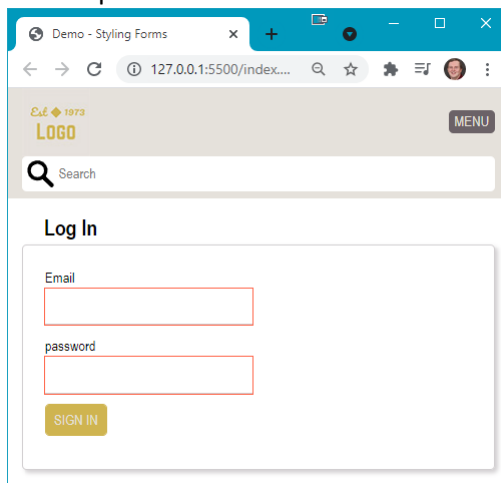 Demo - Styling Forms
127.0.0.1:5500/index....
Est ◆ 1973
LOGO
MENU
Search
Log In
Email
password
SIGN IN